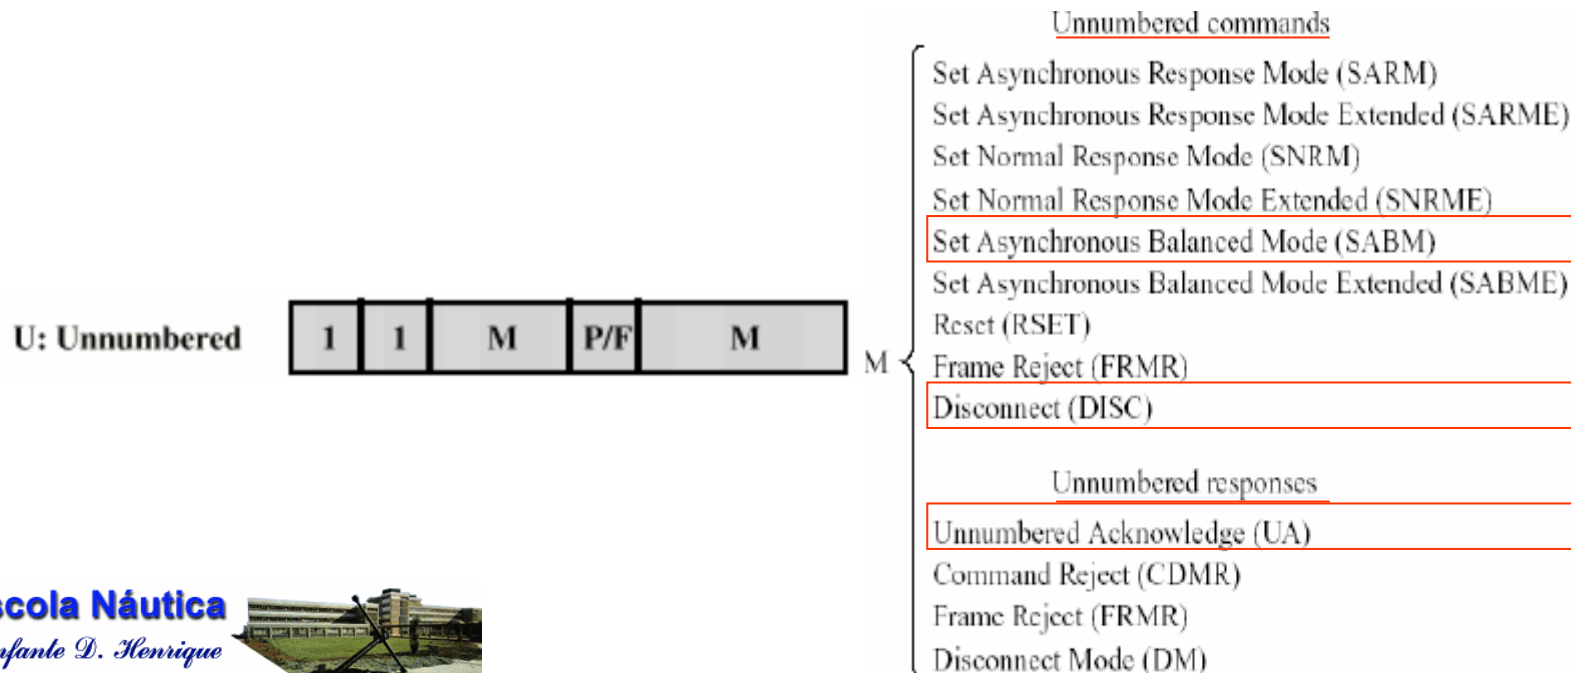 Unnumbered commands
Set Asynchronous Response Mode (SARM)
Set Asynchronous Response Mode Extended (SARME)
Set Normal Response Mode (SNRM)
Set Normal Response Mode Extended (SNRME)
Set Asynchronous Balanced Mode (SABM)
Set Asynchronous Balanced Mode Extended (SABME)
Reset (RSET)
Frame Reject (FRMR)
Disconnect (DISC)
U: Unnumbered 1 1 M P/F M
M
Unnumbered responses
Unnumbered Acknowledge (UA)
Command Reject (CDMR)
Frame Reject (FRMR)
Disconnect Mode (DM)
scola Náutica
nfante D. Henrique